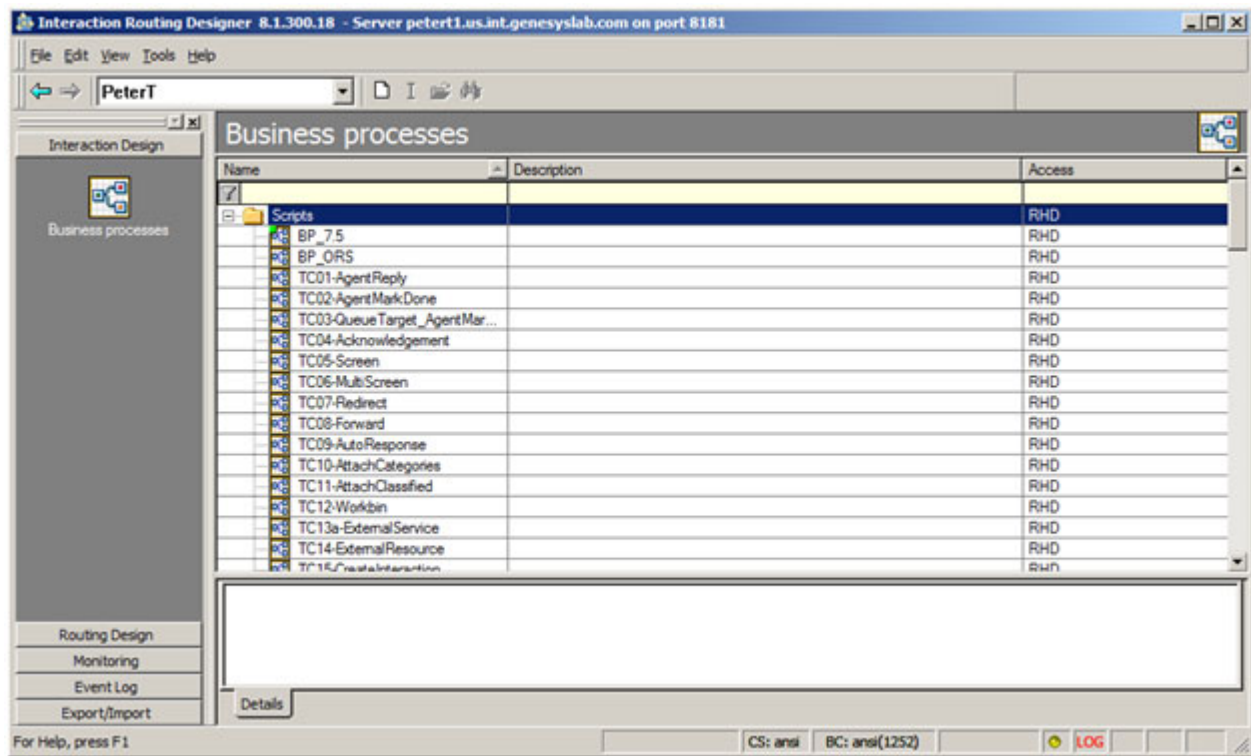 Interaction Routing Designer 8.1.300.18 - Server petert1.us.int.genesyslab.com on port 8181
File Edit View Tools Help
PeterT
Interaction Design
Business processes
Business processes
Name Description Access
Scripts RHD
BP_7.5 RHD
BP_ORS RHD
TC01-AgentReply RHD
TC02-AgentMarkDone RHD
TC03-QueueTarget_AgentMar... RHD
TC04-Acknowledgement RHD
TC05-Screen RHD
TC06-MultiScreen RHD
TC07-Redirect RHD
TC08-Forward RHD
TC09-AutoResponse RHD
TC10-AttachCategories RHD
TC11-AttachClassified RHD
TC12-Workbin RHD
TC13a-ExternalService RHD
TC14-ExternalResource RHD
TC15-CreateInteraction RHD
Routing Design
Monitoring
Event Log
Export/Import
Details
For Help, press F1 CS: ansi BC: ansi(1252) LOG